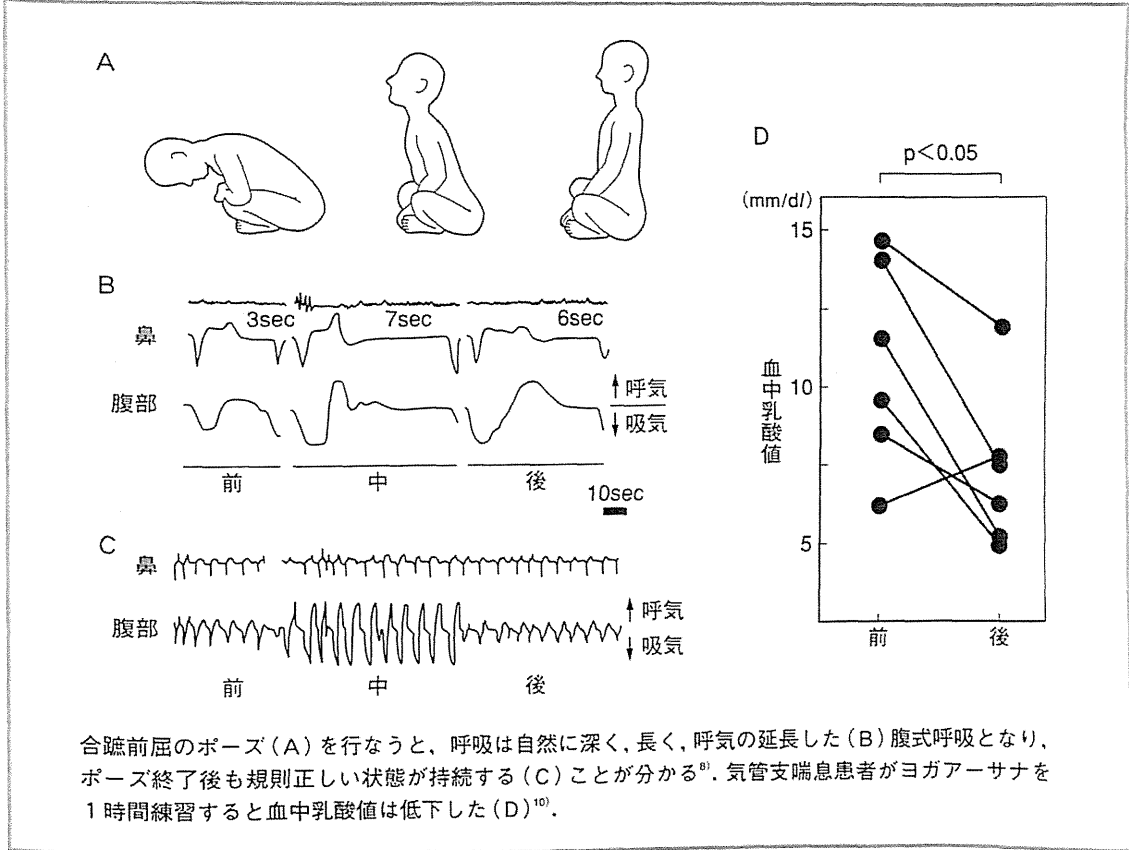 A
B
鼻
3sec
7sec
6sec
腹部
↑呼気
↓吸気
前
中
後
10sec
C
鼻
腹部
↑呼気
↓吸気
前
中
後
D
p<0.05
(mm/dl)
15
10
5
血中乳酸値
前
後
合蹠前屈のポーズ(A)を行なうと,呼吸は自然に深く,長く,呼気の延長した(B)腹式呼吸となり,
ポーズ終了後も規則正しい状態が持続する(C)ことが分かる⁸⁾.気管支喘息患者がヨガアーサナを
1時間練習すると血中乳酸値は低下した(D)¹⁰⁾.